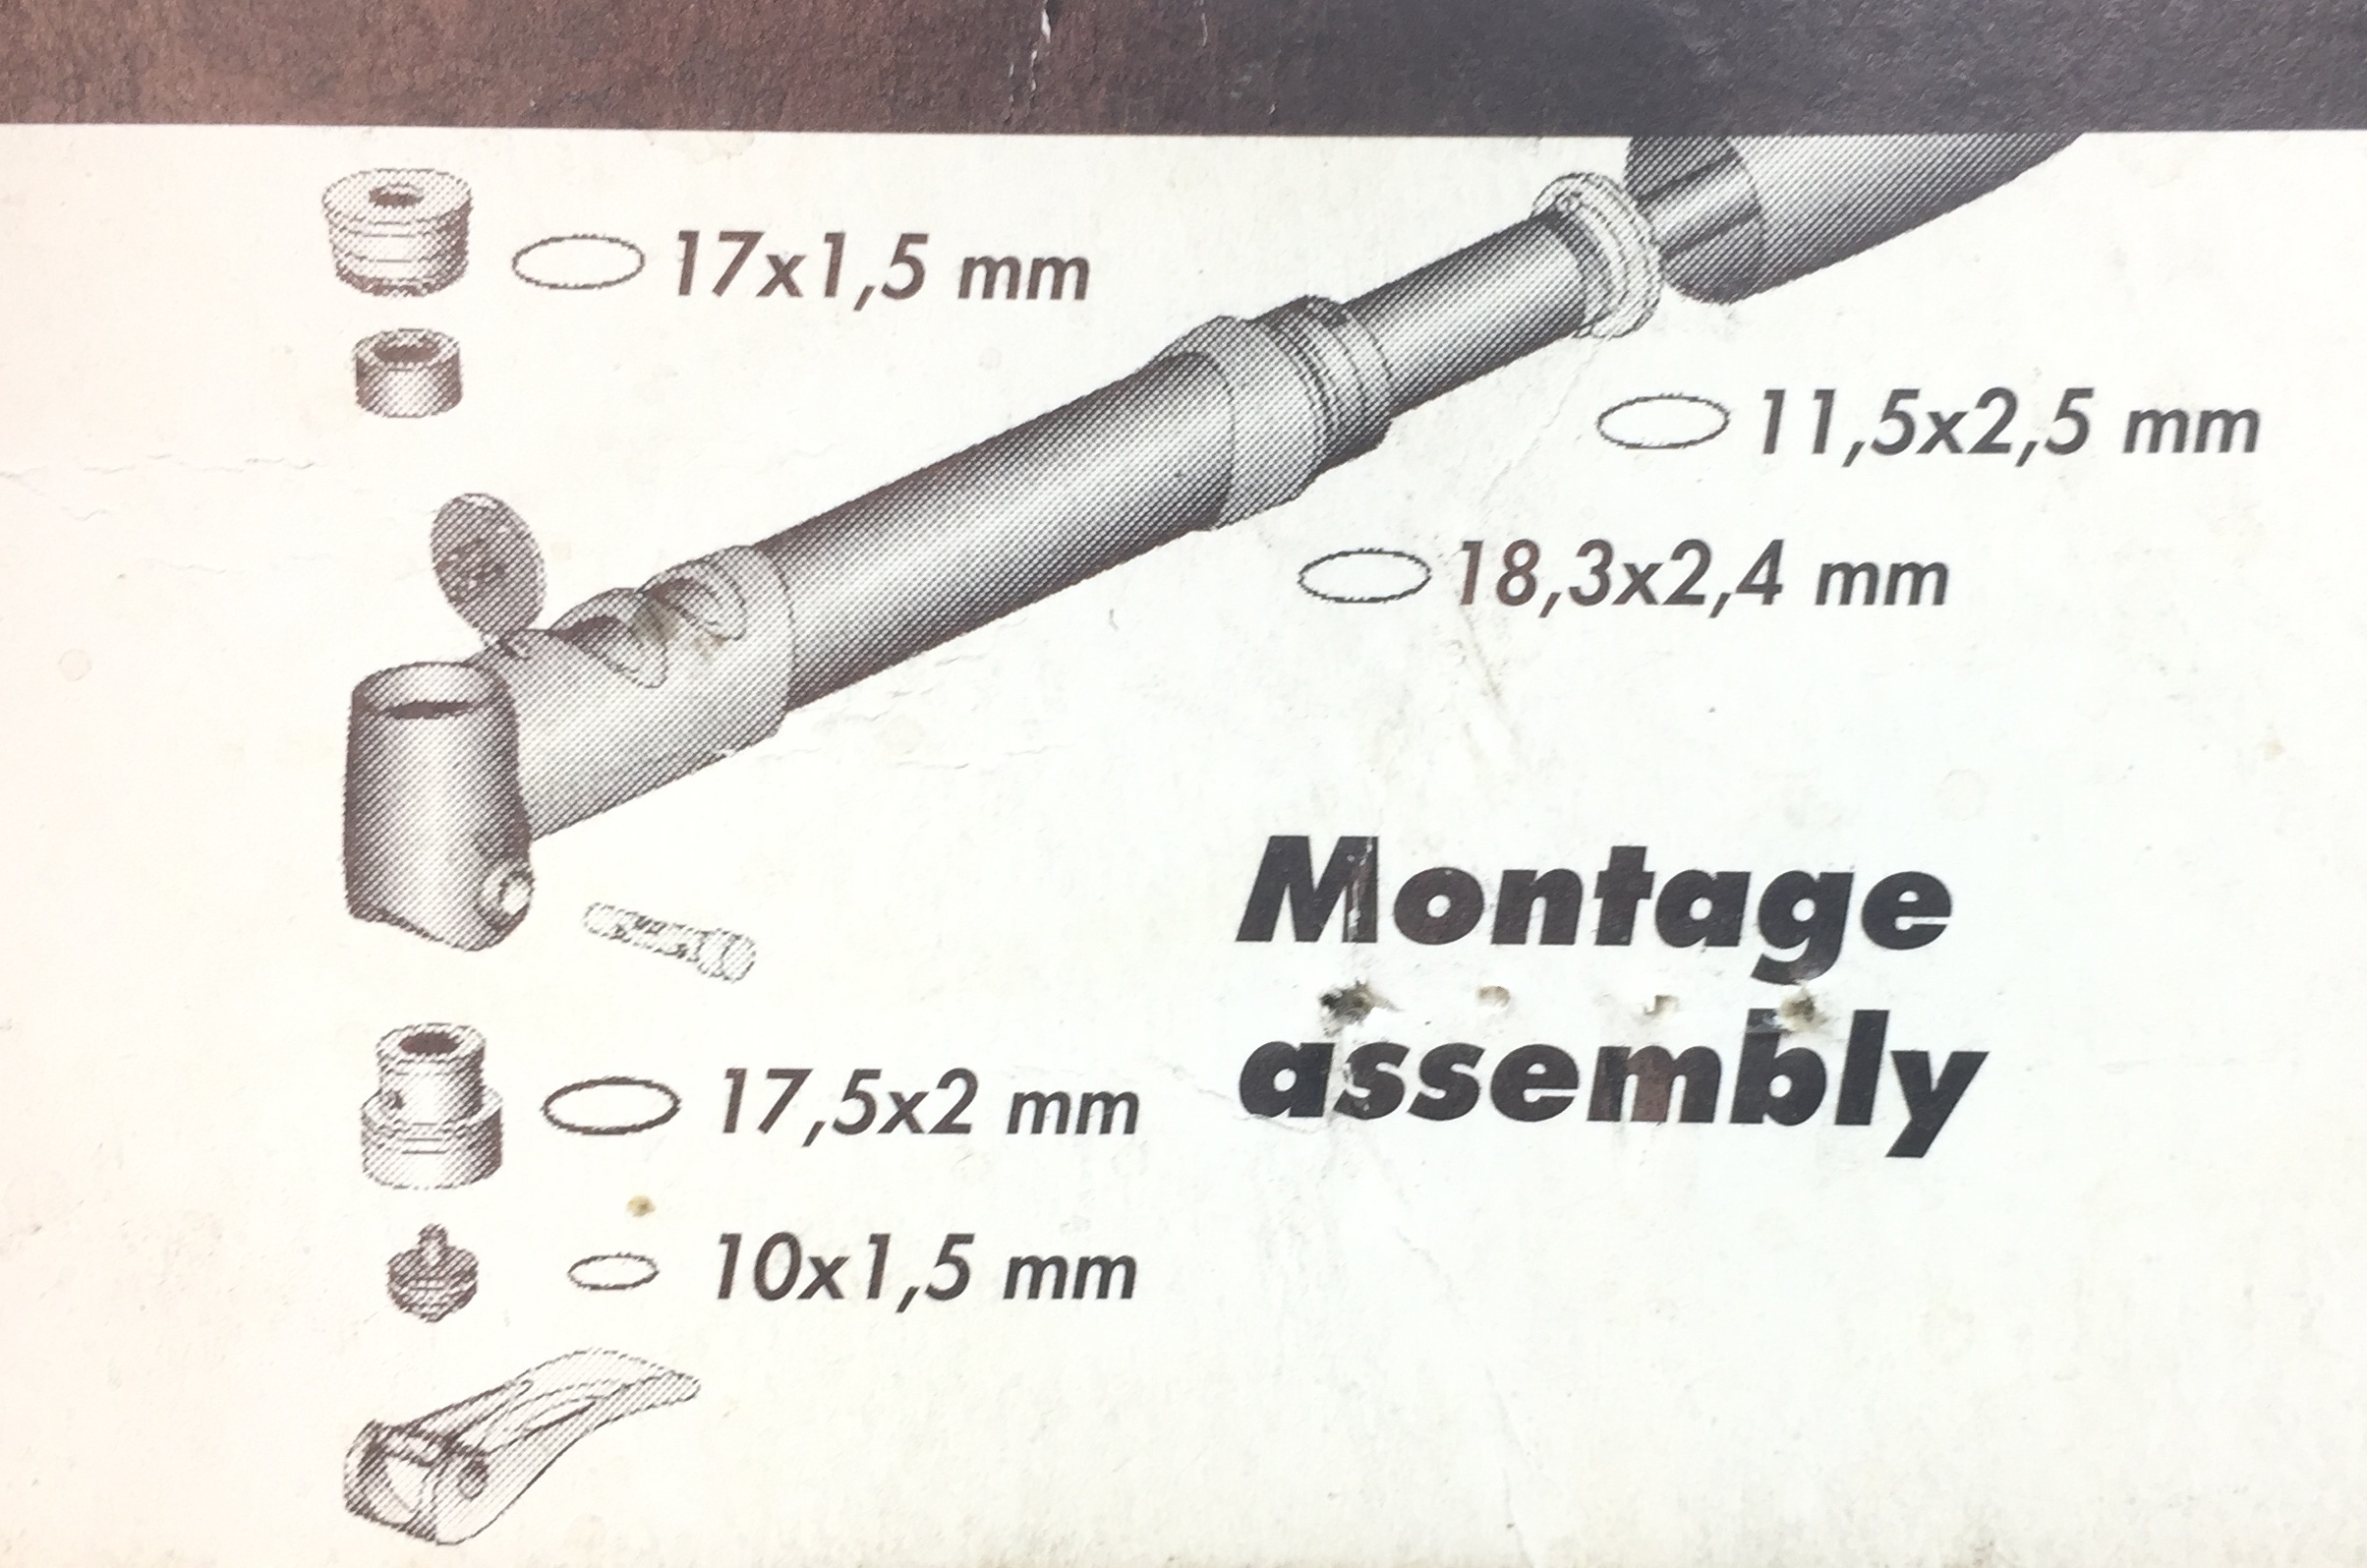 17x1,5 mm
11,5x2,5 mm
18,3x2,4 mm
Montage
assembly
17,5x2 mm
10x1,5 mm